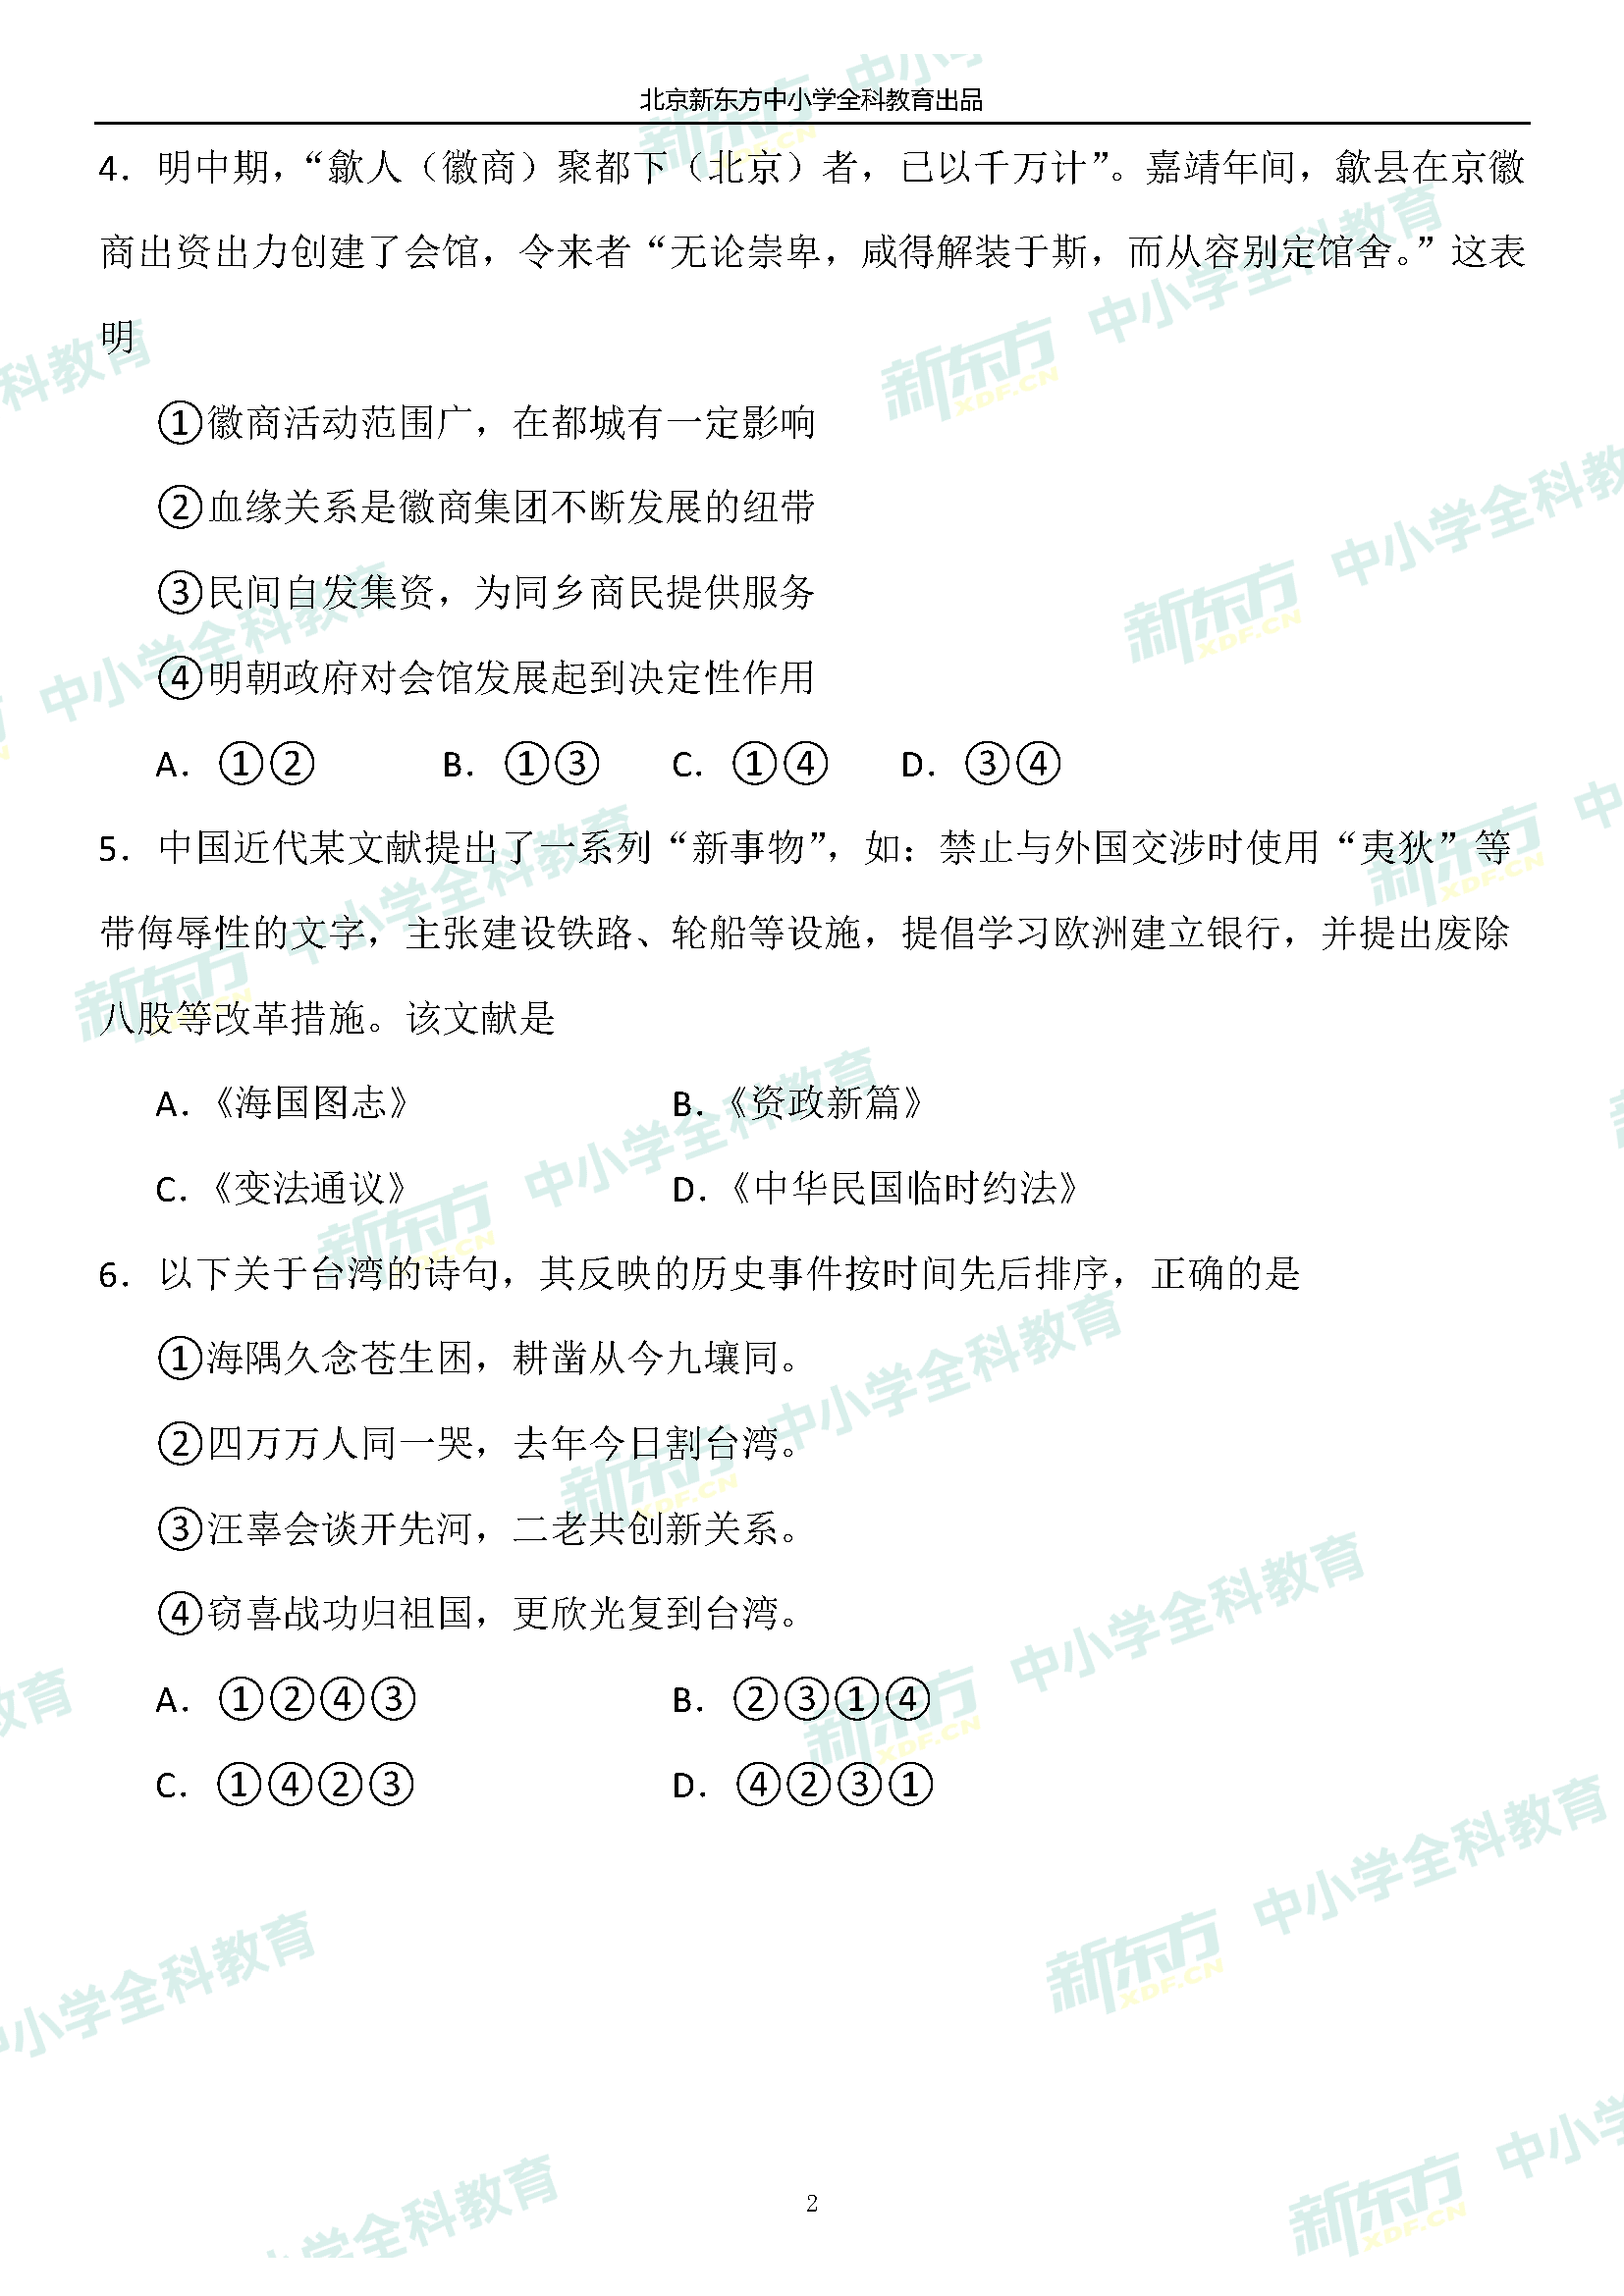 北京新东方中小学全科教育出品
4. 明中期，“歙人（徽商）聚都下（北京）者，已以千万计”。嘉靖年间，歙县在京徽
商出资出力创建了会馆，令来者“无论崇卑，咸得解装于斯，而从容别定馆舍。”这表
明
①徽商活动范围广，在都城有一定影响
②血缘关系是徽商集团不断发展的纽带
③民间自发集资，为同乡商民提供服务
④明朝政府对会馆发展起到决定性作用
A. ①② B. ①③ C. ①④ D. ③④
5. 中国近代某文献提出了一系列“新事物”，如：禁止与外国交涉时使用“夷狄”等
带侮辱性的文字，主张建设铁路、轮船等设施，提倡学习欧洲建立银行，并提出废除
八股等改革措施。该文献是
A.《海国图志》 B.《资政新篇》
C.《变法通议》 D.《中华民国临时约法》
6. 以下关于台湾的诗句，其反映的历史事件按时间先后排序，正确的是
①海隅久念苍生困，耕凿从今九壤同。
②四万万人同一哭，去年今日割台湾。
③汪辜会谈开先河，二老共创新关系。
④窃喜战功归祖国，更欣光复到台湾。
A. ①②④③ B. ②③①④
C. ①④②③ D. ④②③①
2
新东方 XDF.CN 中小学全科教育